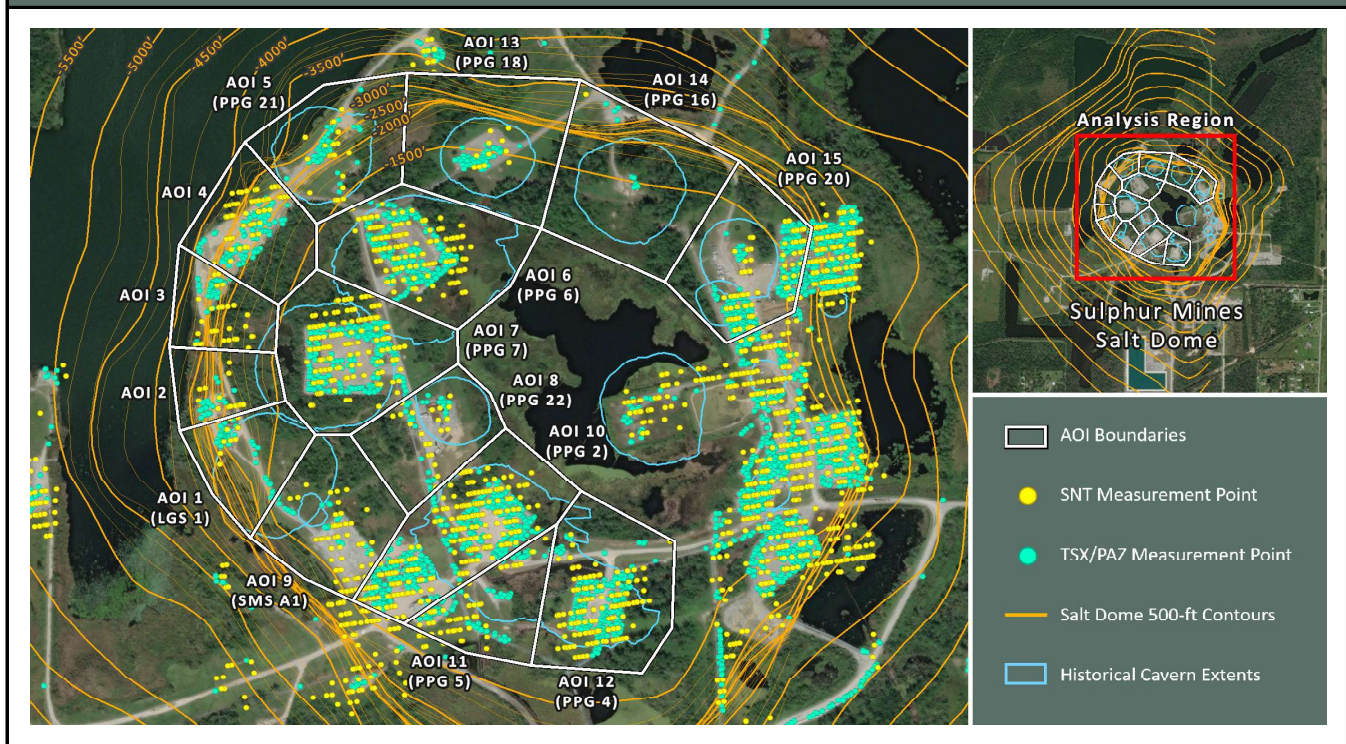 -5500'
-5000'
-4500'
-4000'
-3500'
-3000'
-2500'
-2000'
-1500'
AOI 13
(PPG 18)
AOI 5
(PPG 21)
AOI 14
(PPG 16)
AOI 15
(PPG 20)
AOI 4
AOI 3
AOI 6
(PPG 6)
AOI 7
(PPG 7)
AOI 2
AOI 8
(PPG 22)
AOI 10
(PPG 2)
AOI 1
(LGS 1)
AOI 9
(SMS A1)
AOI 11
(PPG 5)
AOI 12
(PPG 4)
Analysis Region
Sulphur Mines
Salt Dome
AOI Boundaries
SNT Measurement Point
TSX/PAZ Measurement Point
Salt Dome 500-ft Contours
Historical Cavern Extents